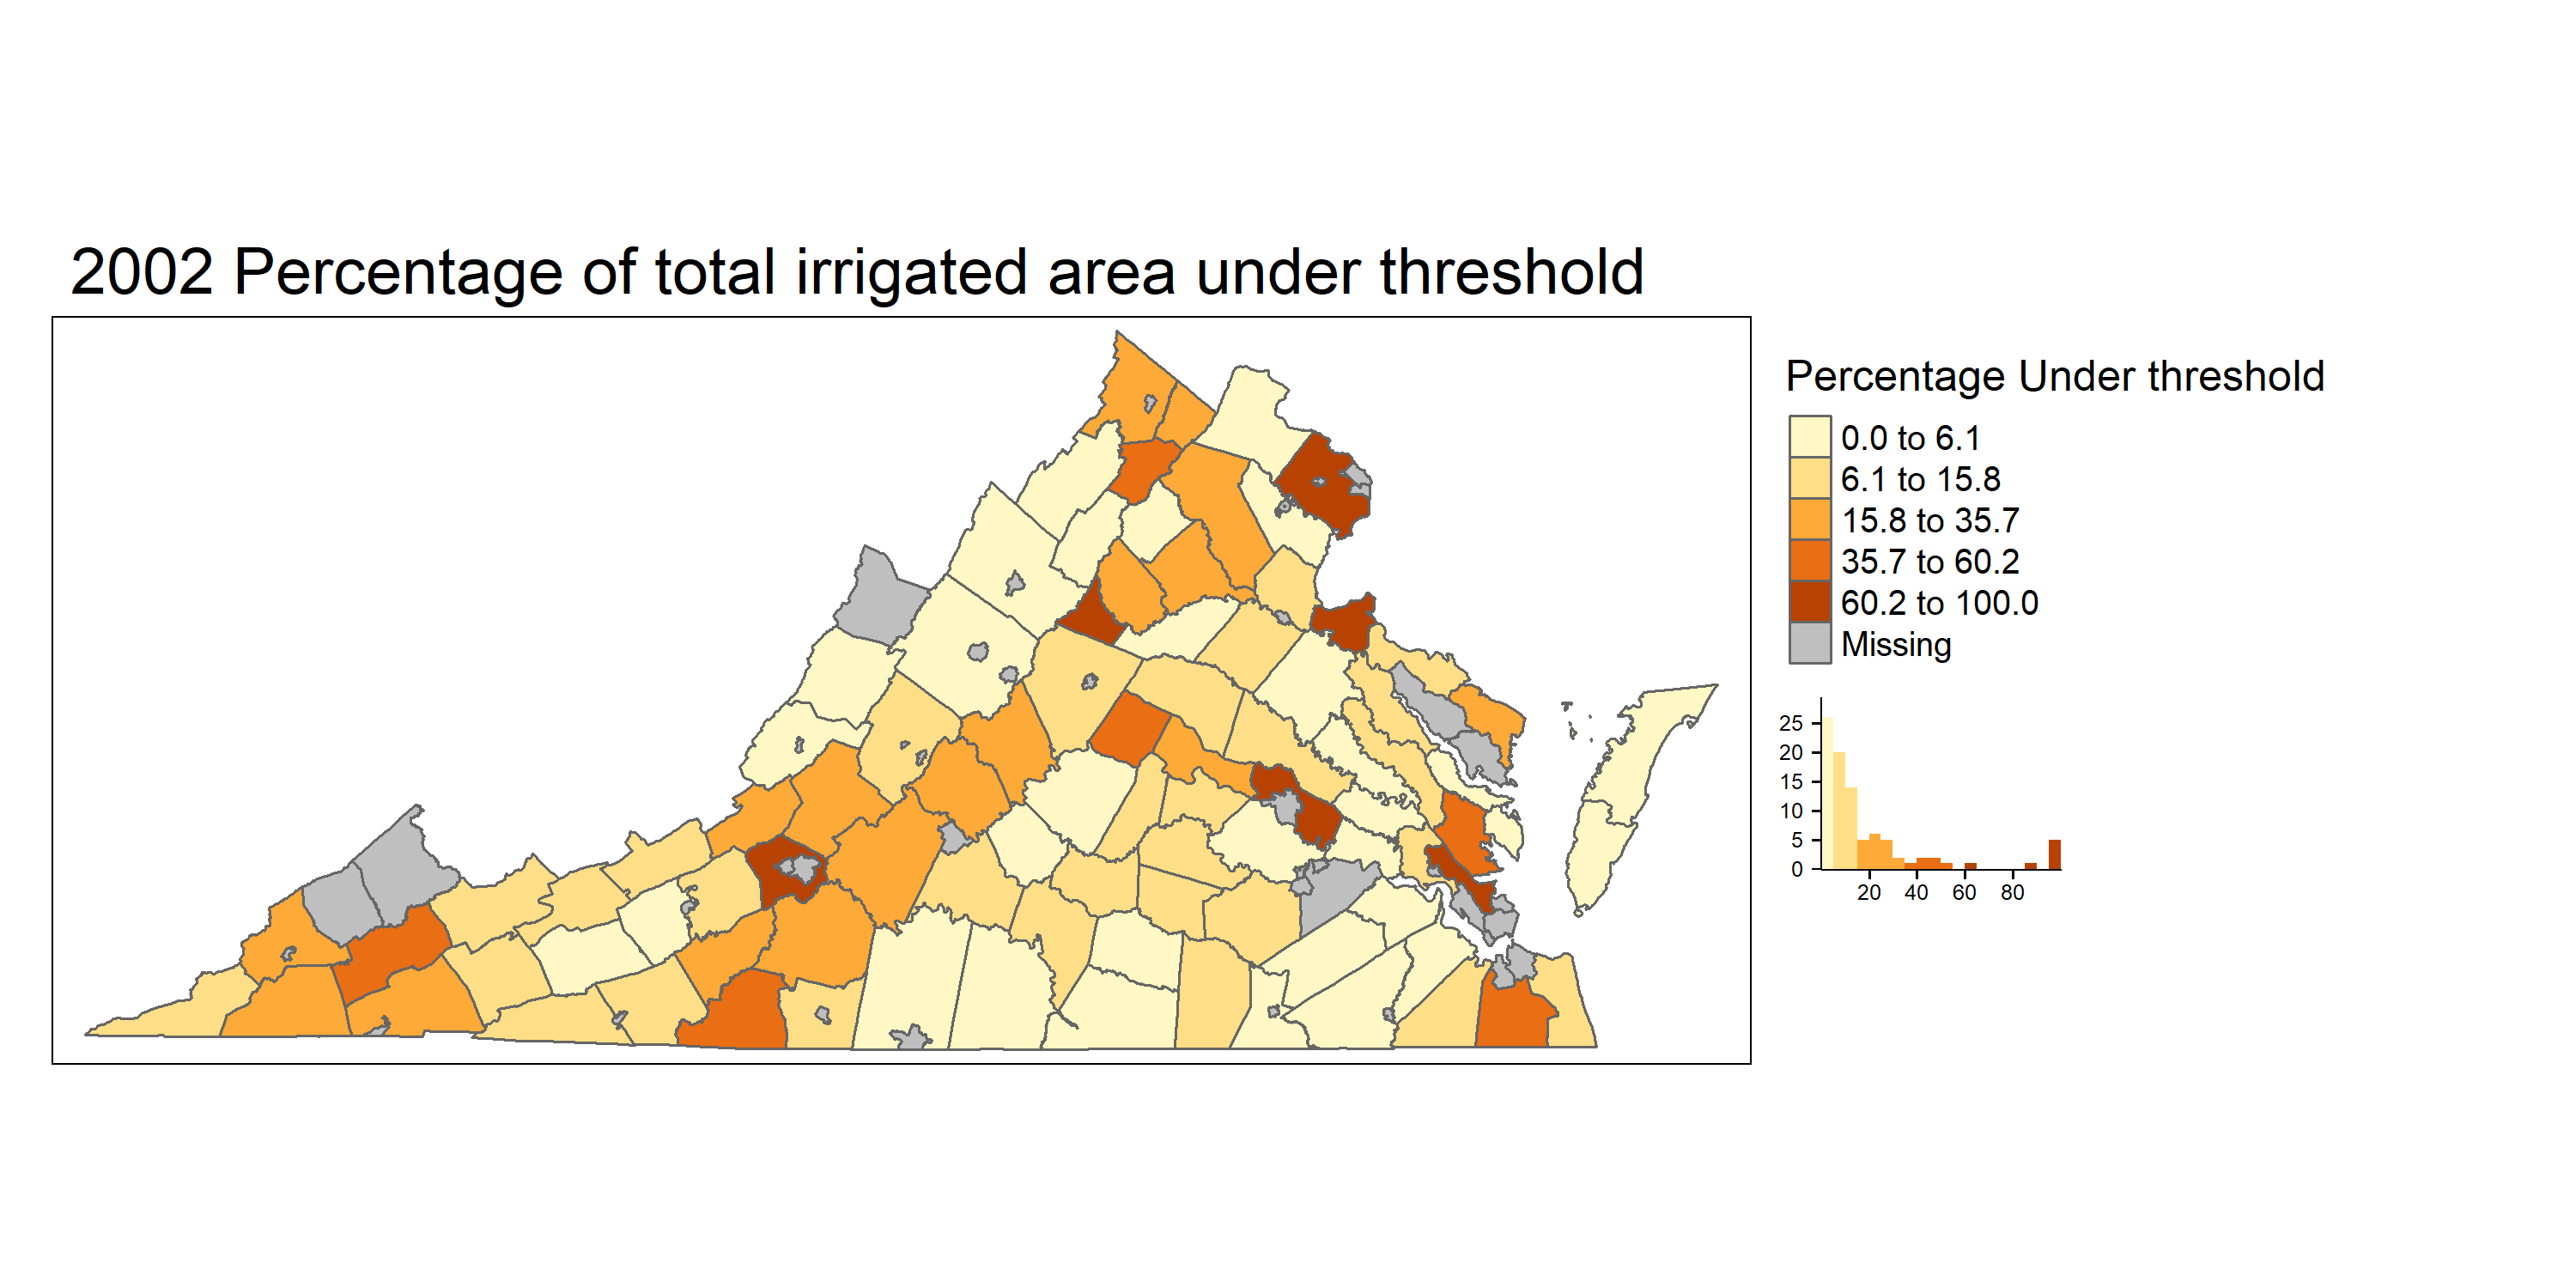 2002 Percentage of total irrigated area under threshold
Percentage Under threshold
0.0 to 6.1
6.1 to 15.8
15.8 to 35.7
35.7 to 60.2
60.2 to 100.0
Missing
25
20
15
10
5
0
20 40 60 80